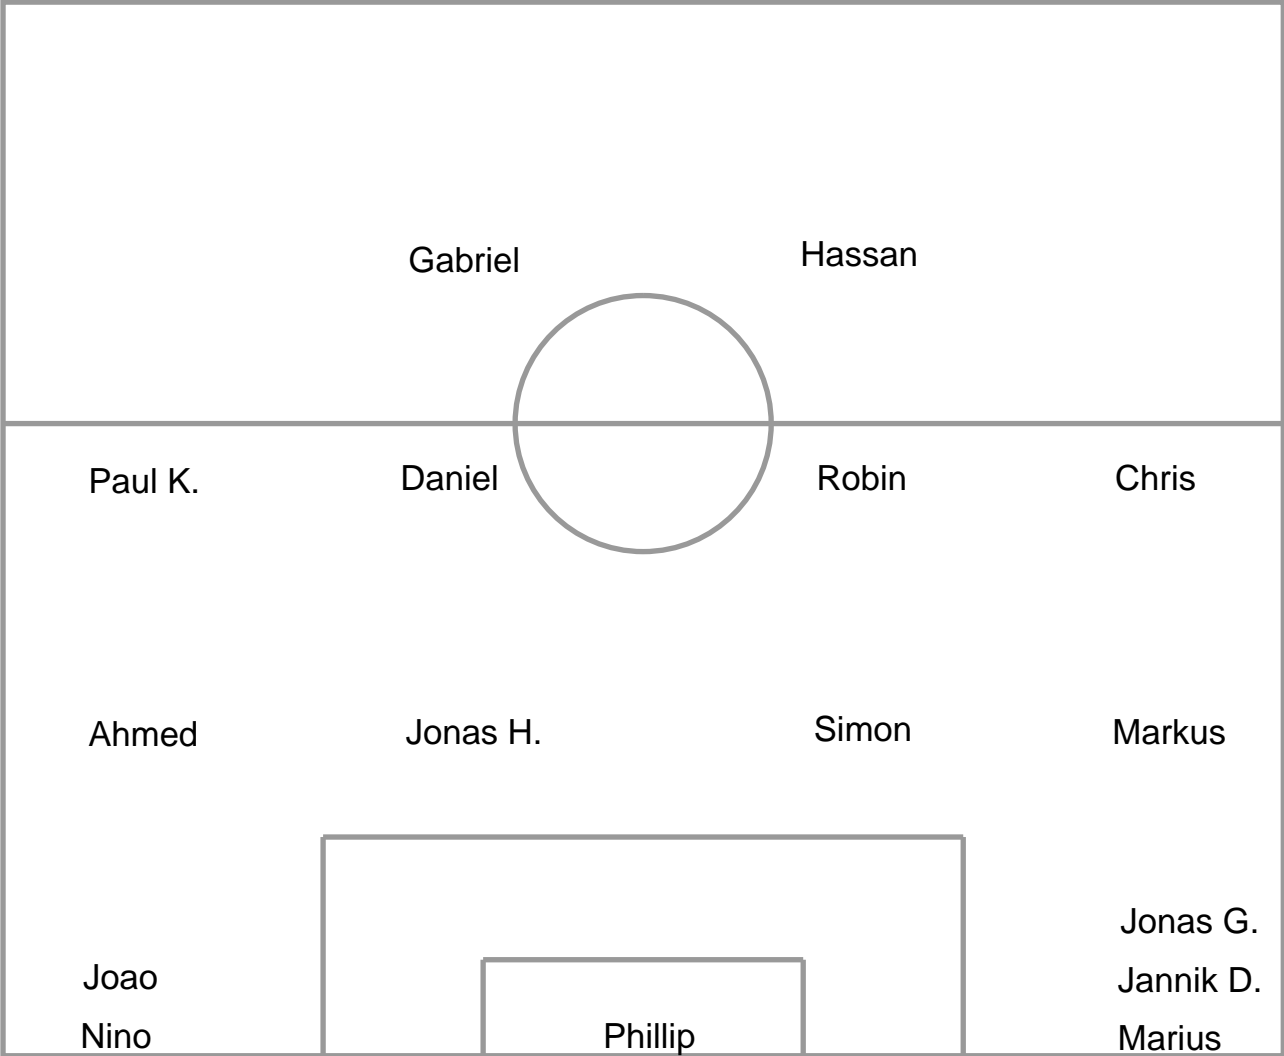 Gabriel
Hassan
Paul K.
Daniel
Robin
Chris
Ahmed
Jonas H.
Simon
Markus
Jonas G.
Joao
Jannik D.
Nino
Phillip
Marius